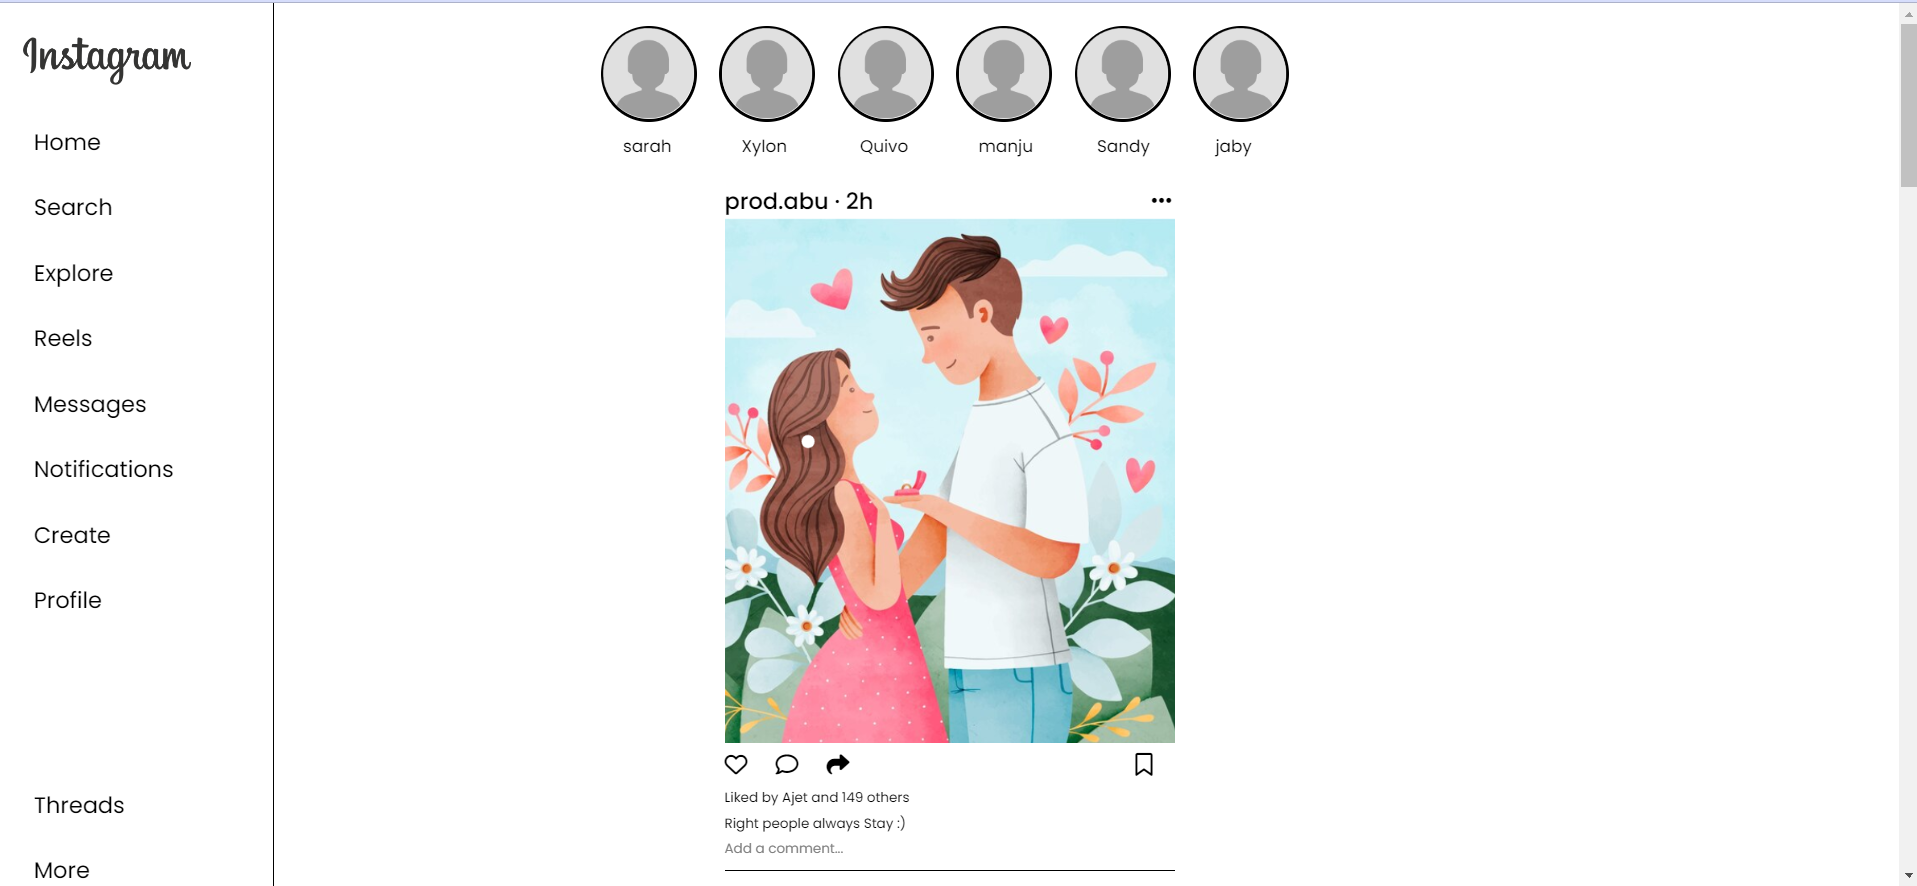 Instagram
Home
Search
Explore
Reels
Messages
Notifications
Create
Profile
Threads
More
sarah Xylon Quivo manju Sandy jaby
prod.abu · 2h
Liked by Ajet and 149 others
Right people always Stay :)
Add a comment...